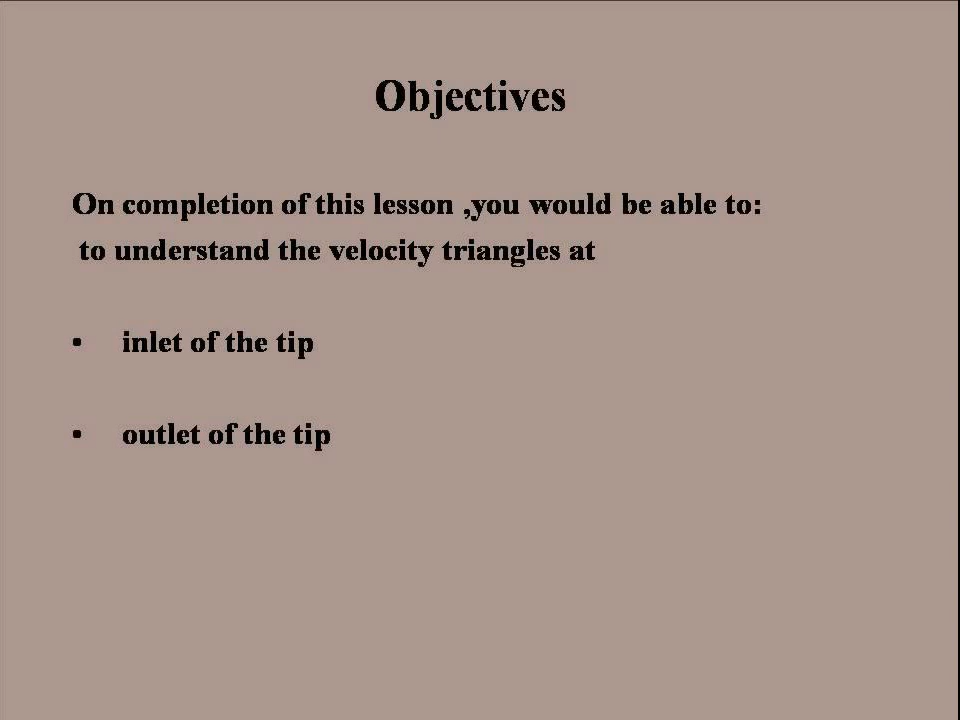 Objectives
On completion of this lesson ,you would be able to:
to understand the velocity triangles at
• inlet of the tip
• outlet of the tip